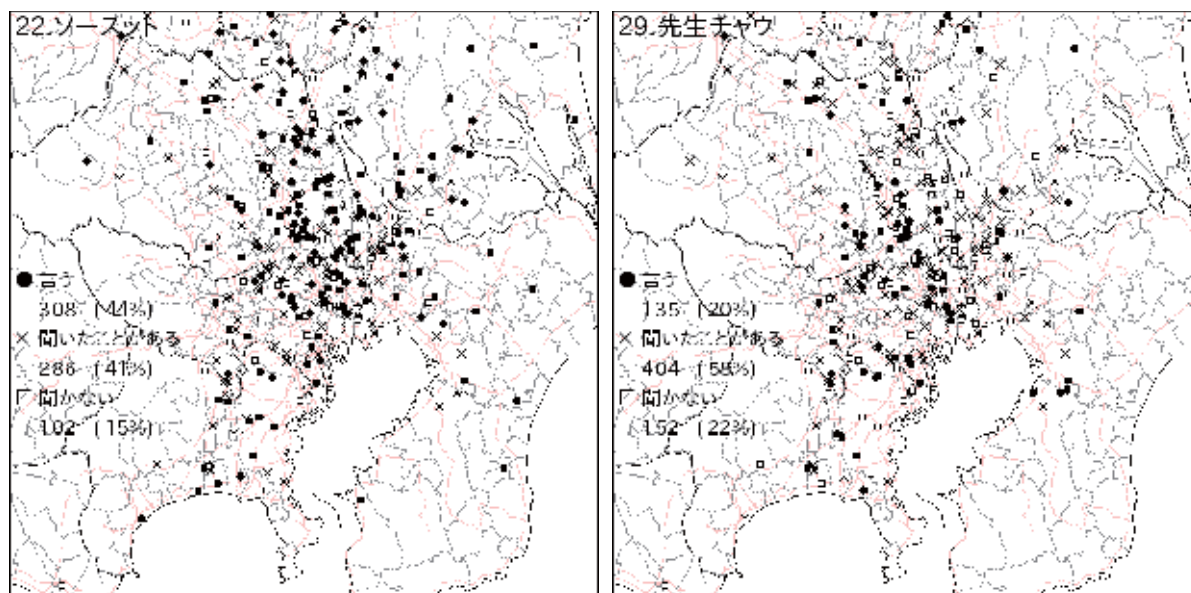 22.ソースット
● 言う
308 (44%)
× 聞いたことがある
286 (41%)
□ 聞かない
102 (15%)
29.先生チャウ
● 言う
135 (20%)
× 聞いたことがある
404 (58%)
□ 聞かない
152 (22%)